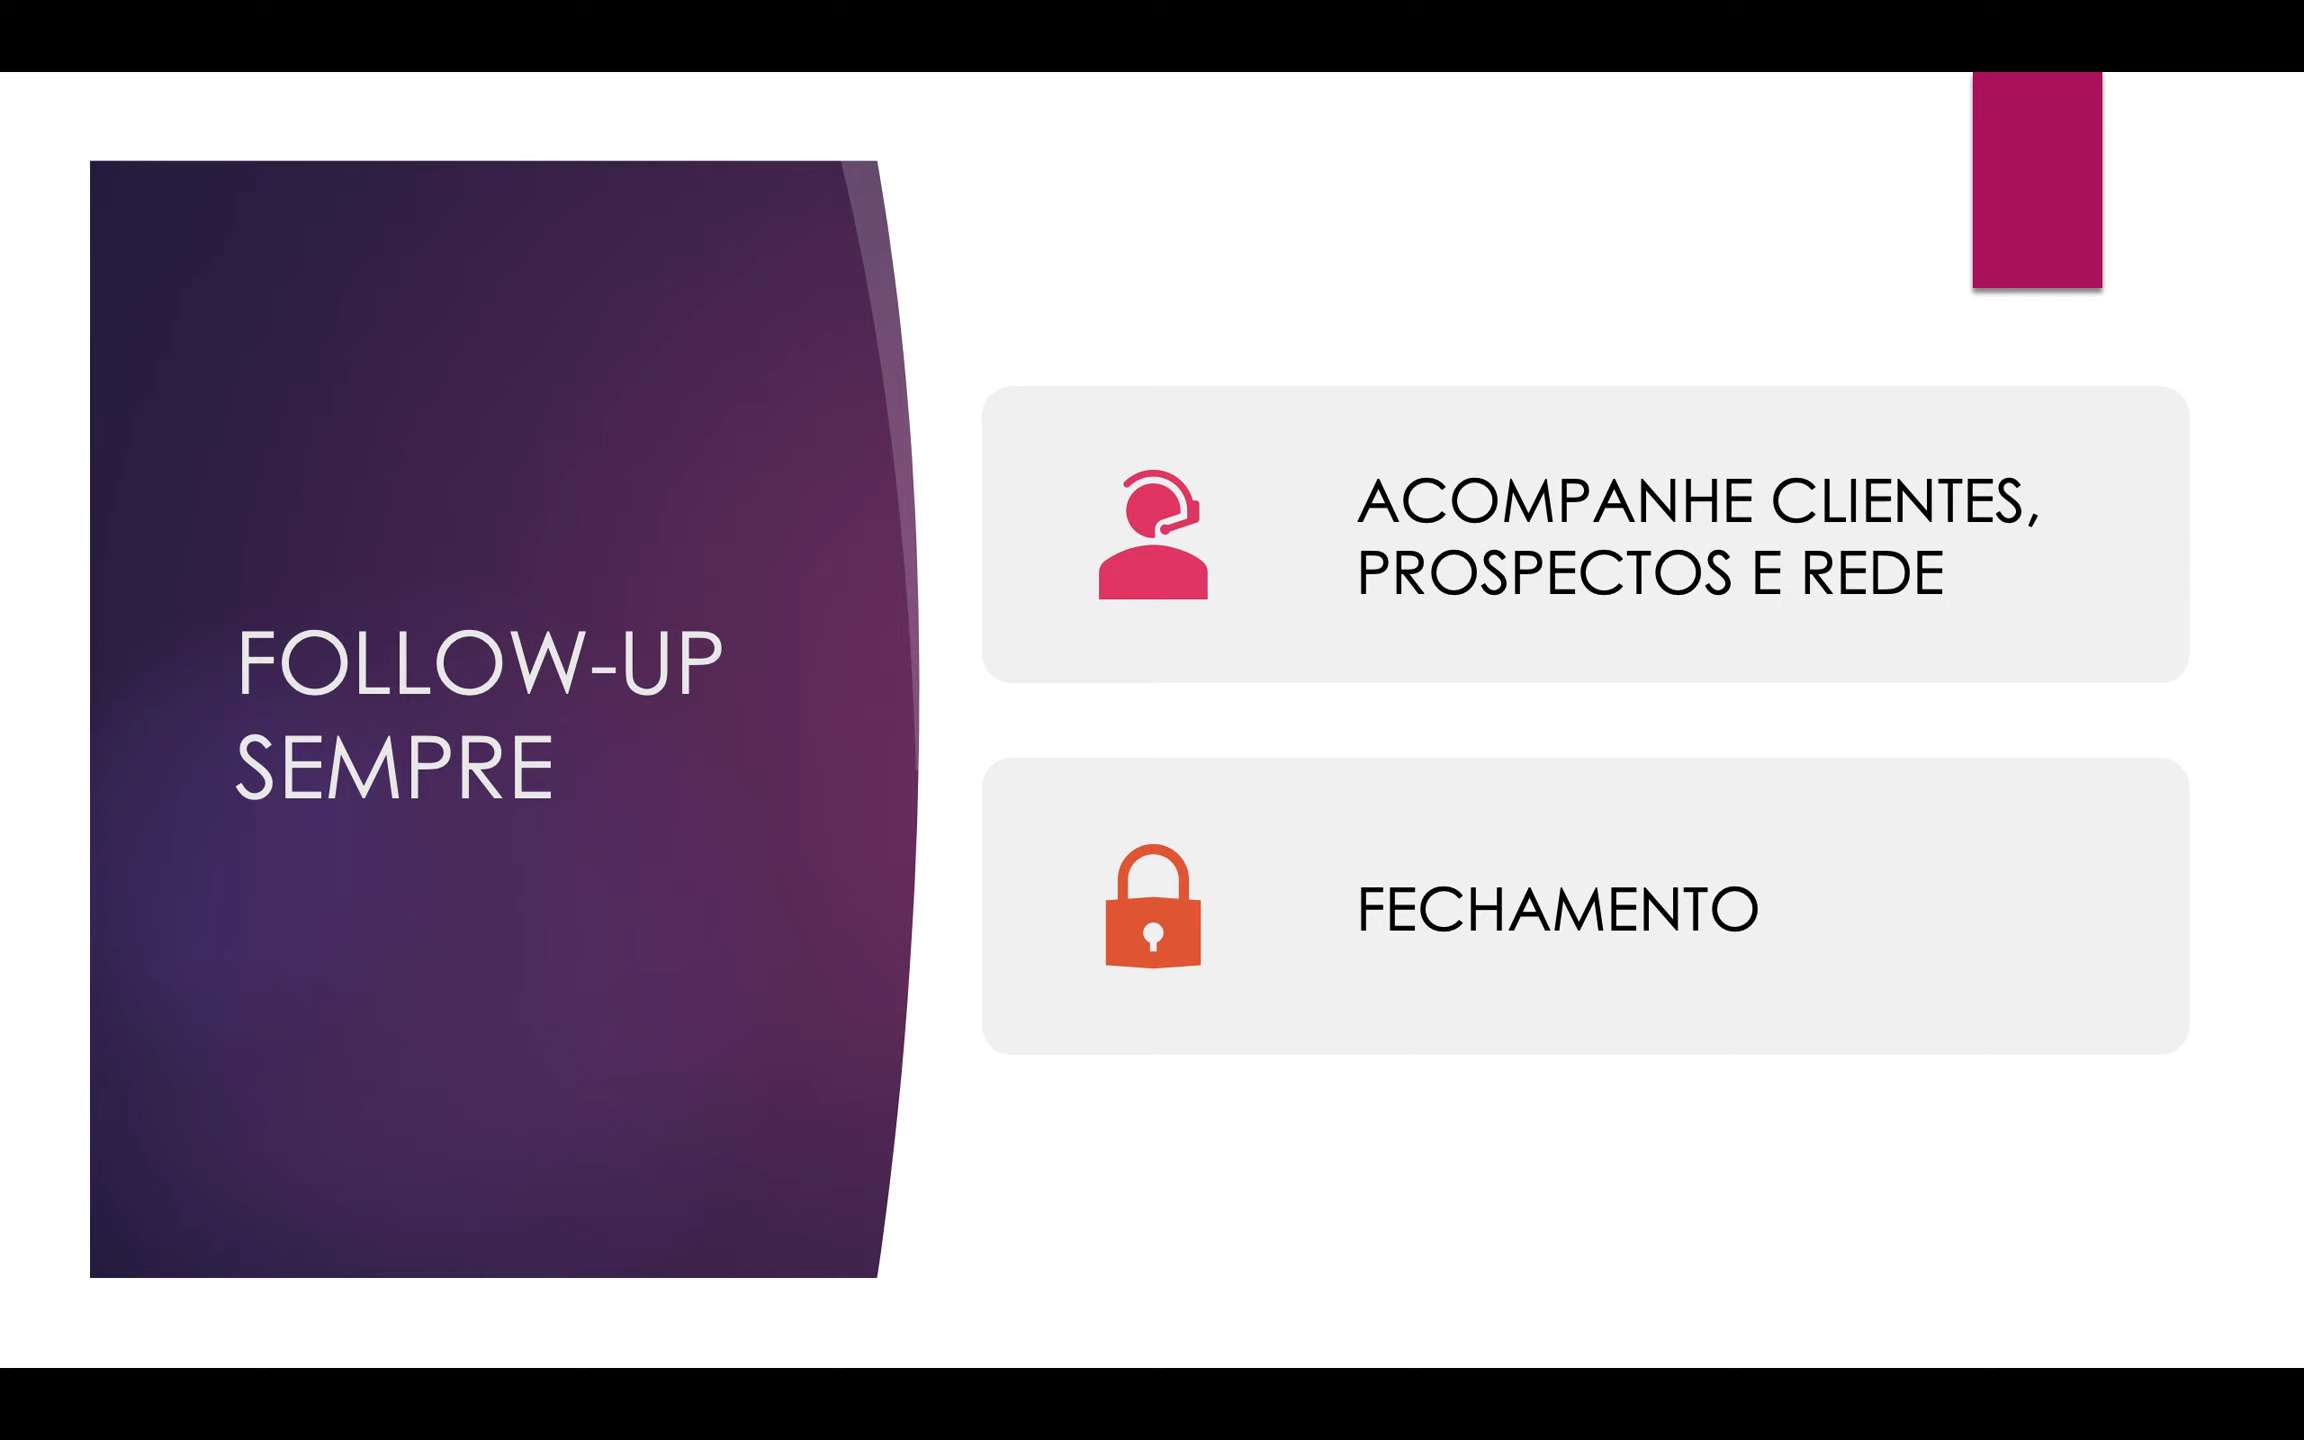 FOLLOW-UP
SEMPRE
ACOMPANHE CLIENTES,
PROSPECTOS E REDE
FECHAMENTO